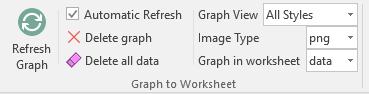 Refresh Graph
Automatic Refresh
Delete graph
Delete all data
Graph View All Styles
Image Type png
Graph in worksheet data
Graph to Worksheet